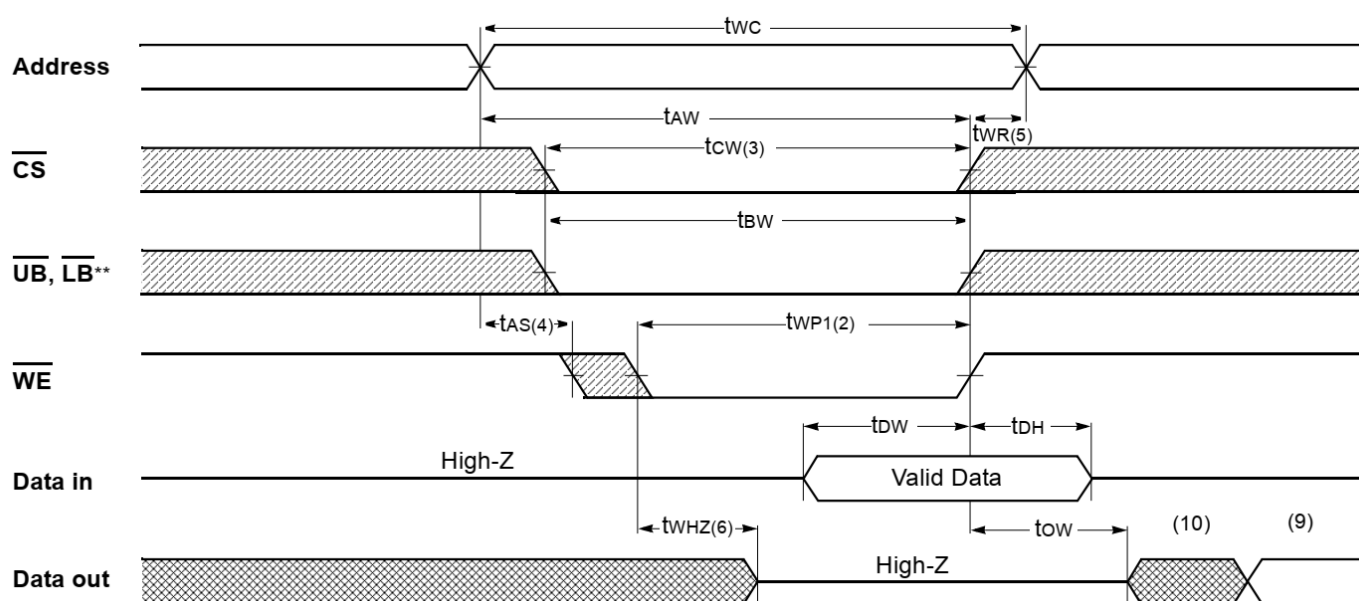 tWC
Address
tAW
tWR(5)
CS
tCW(3)
tBW
UB, LB**
tAS(4)
tWP1(2)
WE
tDW
tDH
High-Z
Valid Data
Data in
tWHZ(6)
tOW
(10)
(9)
High-Z
Data out